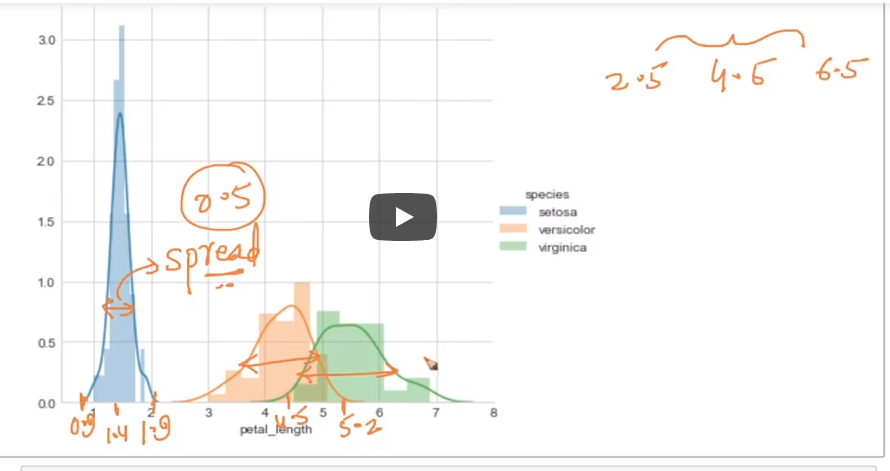 3.0
2.5
2.0
1.5
1.0
0.5
0.0
1 2 3 4 5 6 7 8
petal_length
species
setosa
versicolor
virginica
2.5 4.5 6.5
0.5
spread
0.9 1.4 1.9 4.5 5.2